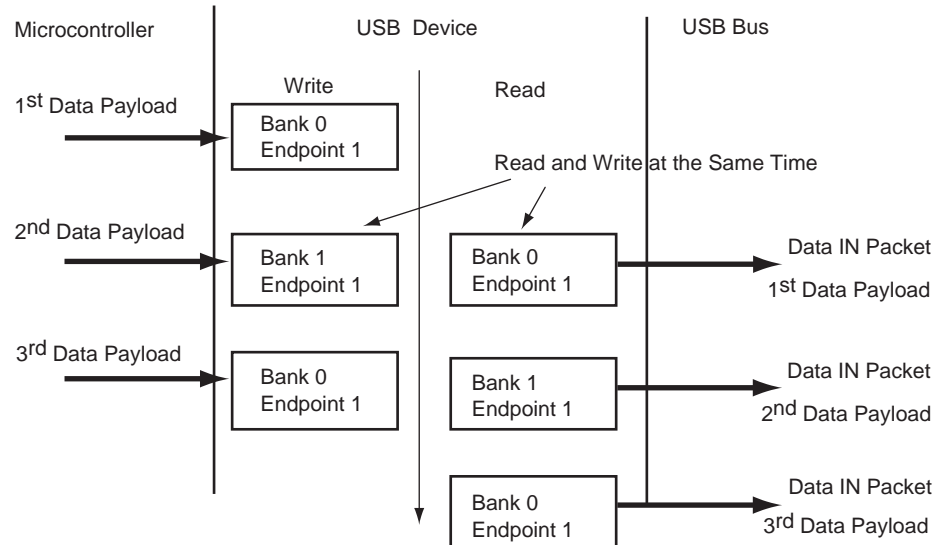 Microcontroller
USB Device
USB Bus
Write
Read
1st Data Payload
Bank 0
Endpoint 1
Read and Write at the Same Time
2nd Data Payload
Bank 1
Endpoint 1
Bank 0
Endpoint 1
Data IN Packet
1st Data Payload
3rd Data Payload
Bank 0
Endpoint 1
Bank 1
Endpoint 1
Data IN Packet
2nd Data Payload
Bank 0
Endpoint 1
Data IN Packet
3rd Data Payload